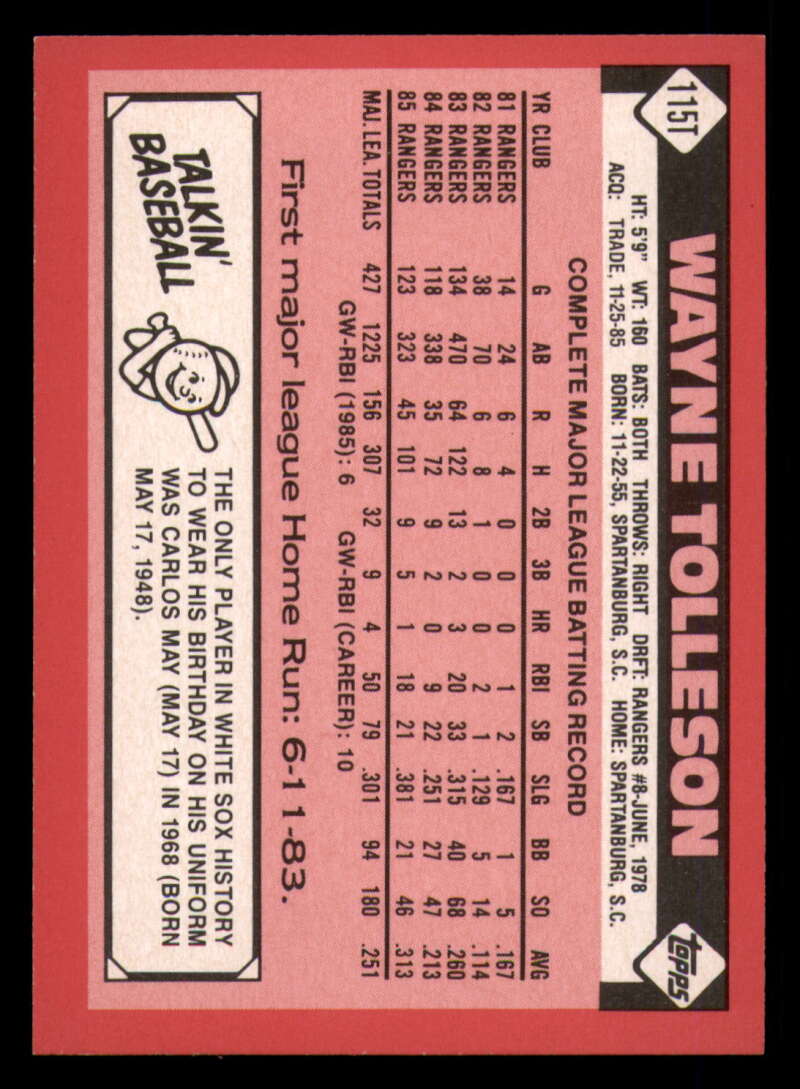 115T
WAYNE TOLLESON
topps
HT: 5'9" WT: 160 BATS: BOTH THROWS: RIGHT DRFT: RANGERS #8-JUNE, 1978
ACQ: TRADE, 11-25-85 BORN: 11-22-55, SPARTANBURG, S.C. HOME: SPARTANBURG, S.C.
COMPLETE MAJOR LEAGUE BATTING RECORD
YR CLUB G AB R H 2B 3B HR RBI SB SLG BB SO AVG
81 RANGERS 14 24 6 4 0 0 0 1 2 .167 1 5 .167
82 RANGERS 38 70 6 8 1 0 0 2 1 .129 5 14 .114
83 RANGERS 134 470 64 122 13 2 3 20 33 .315 40 68 .260
84 RANGERS 118 338 35 72 9 2 0 9 22 .251 27 47 .213
85 RANGERS 123 323 45 101 9 5 1 18 21 .381 21 46 .313
MAJ. LEA. TOTALS 427 1225 156 307 32 9 4 50 79 .301 94 180 .251
GW-RBI (1985): 6 GW-RBI (CAREER): 10
First major league Home Run: 6-11-83.
TALKIN'
BASEBALL
THE ONLY PLAYER IN WHITE SOX HISTORY
TO WEAR HIS BIRTHDAY ON HIS UNIFORM
WAS CARLOS MAY (MAY 17) IN 1968 (BORN
MAY 17, 1948).